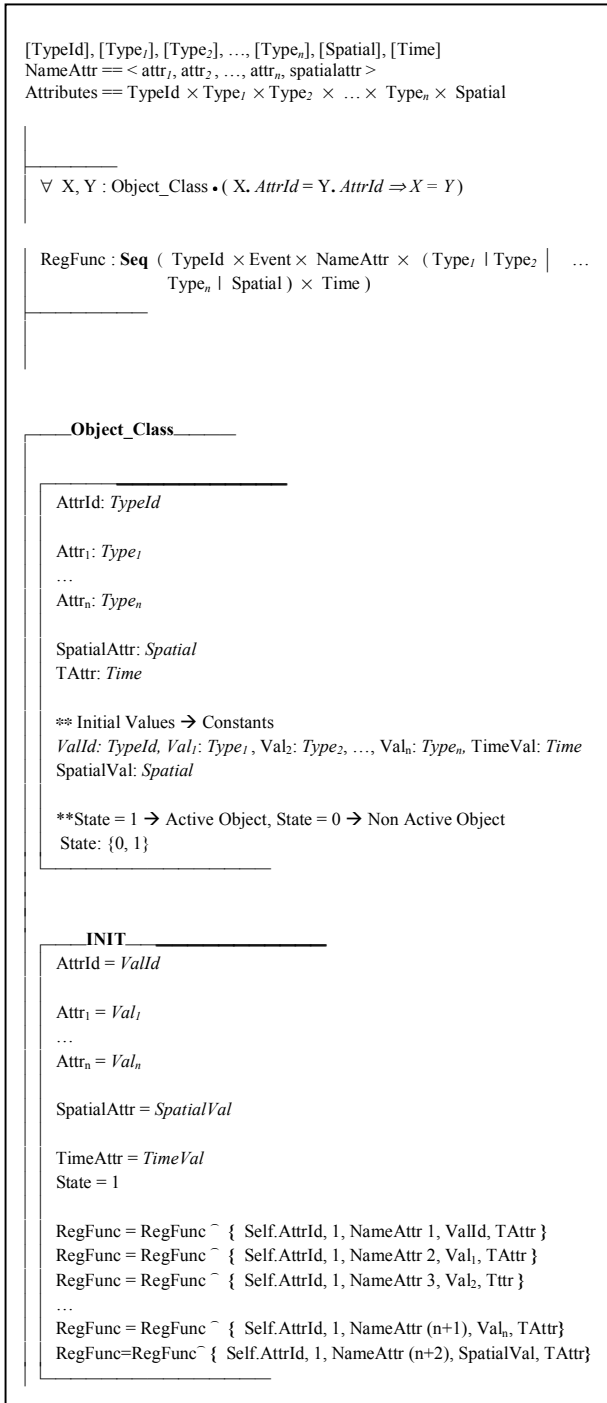 [TypeId], [Type1], [Type2], …, [Typen], [Spatial], [Time]
NameAttr == < attr1, attr2 , …, attrn, spatialattr >
Attributes == TypeId × Type1 × Type2 × … × Typen × Spatial
∀ X, Y : Object_Class • ( X. AttrId = Y. AttrId ⇒ X = Y )
RegFunc : Seq ( TypeId × Event × NameAttr × ( Type1 | Type2 | …
Typen | Spatial ) × Time )
Object_Class
AttrId: TypeId
Attr1: Type1
…
Attrn: Typen
SpatialAttr: Spatial
TAttr: Time
** Initial Values → Constants
ValId: TypeId, Val1: Type1 , Val2: Type2, …, Valn: Typen, TimeVal: Time
SpatialVal: Spatial
**State = 1 → Active Object, State = 0 → Non Active Object
State: {0, 1}
INIT
AttrId = ValId
Attr1 = Val1
…
Attrn = Valn
SpatialAttr = SpatialVal
TimeAttr = TimeVal
State = 1
RegFunc = RegFunc ⌒ { Self.AttrId, 1, NameAttr 1, ValId, TAttr }
RegFunc = RegFunc ⌒ { Self.AttrId, 1, NameAttr 2, Val1, TAttr }
RegFunc = RegFunc ⌒ { Self.AttrId, 1, NameAttr 3, Val2, Tttr }
…
RegFunc = RegFunc ⌒ { Self.AttrId, 1, NameAttr (n+1), Valn, TAttr}
RegFunc=RegFunc⌒ { Self.AttrId, 1, NameAttr (n+2), SpatialVal, TAttr}